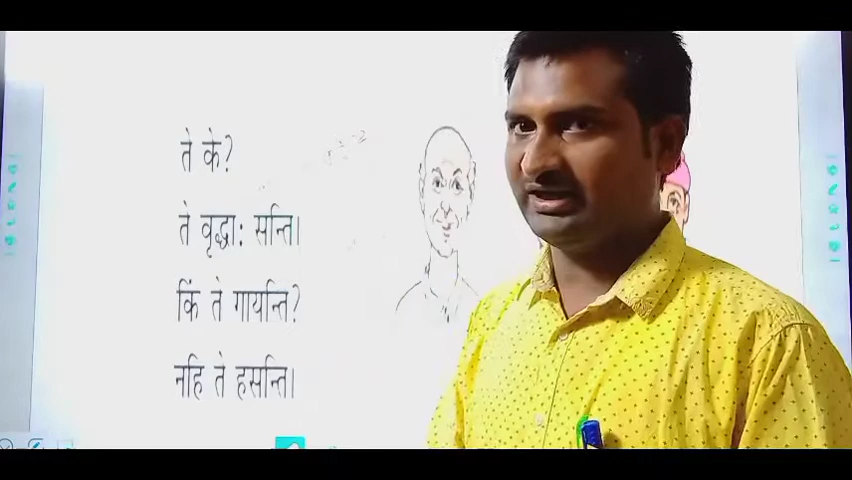 ते के?
ते वृद्धा: सन्ति।
किं ते गायन्ति?
नहि ते हसन्ति।